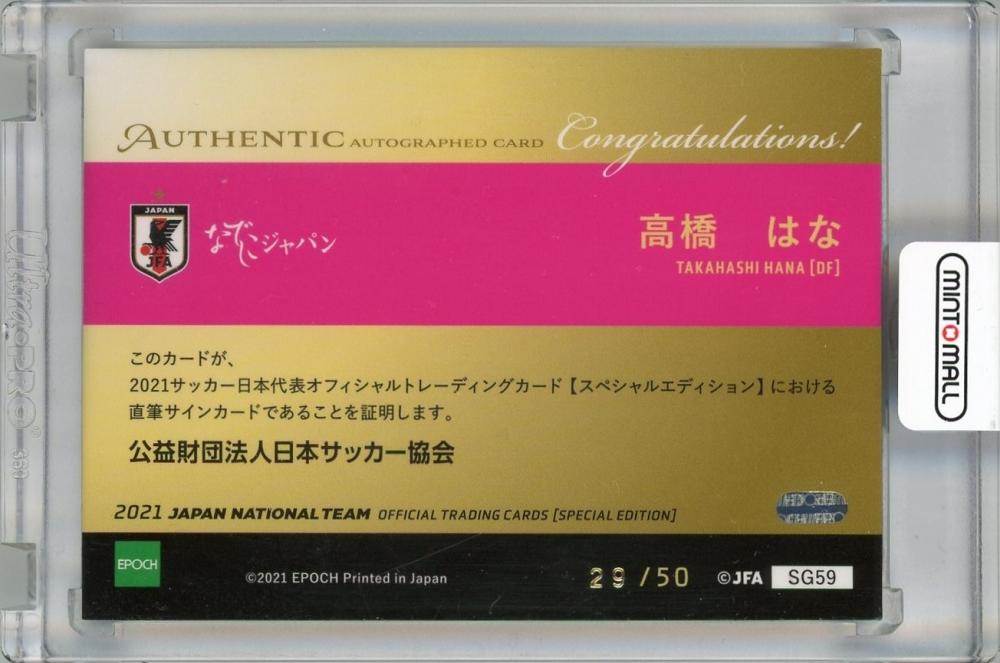 AUTHENTIC AUTOGRAPHED CARD Congratulations!
JAPAN
JFA
なでしこジャパン
高橋 はな
TAKAHASHI HANA [DF]
このカードが、
2021サッカー日本代表オフィシャルトレーディングカード【スペシャルエディション】における
直筆サインカードであることを証明します。
公益財団法人日本サッカー協会
2021 JAPAN NATIONAL TEAM OFFICIAL TRADING CARDS [SPECIAL EDITION]
EPOCH
©2021 EPOCH Printed in Japan
29/50
©JFA
SG59
MINT MALL
Ultra·PRO®